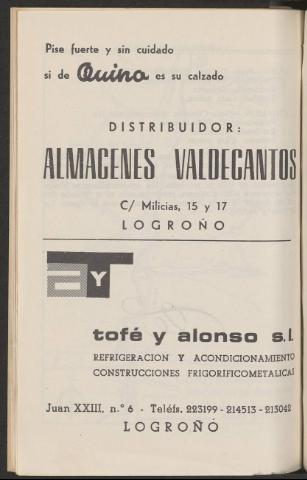 Pise fuerte y sin cuidado
si de Quino es su calzado
DISTRIBUIDOR:
ALMACENES VALDECANTOS
C/ Milicias, 15 y 17
LOGROÑO
Y
tofé y alonso s.l.
REFRIGERACION Y ACONDICIONAMIENTO
CONSTRUCCIONES FRIGORIFICOMETALICAS
Juan XXIII, n.º 6 - Teléfs. 223199 - 214513 - 213042
LOGROÑO